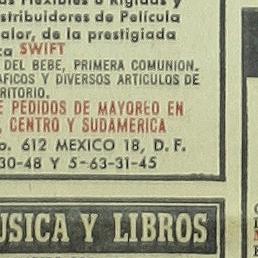 Flexibles o Rígidas y
stribuidores de Película
alor, de la prestigiada
ca SWIFT
DEL BEBE, PRIMERA COMUNION.
AFICOS Y DIVERSOS ARTICULOS DE
RITORIO.
E PEDIDOS DE MAYOREO EN
, CENTRO Y SUDAMERICA
o. 612 MEXICO 18, D. F.
30-48 Y 5-63-31-45
USICA Y LIBROS